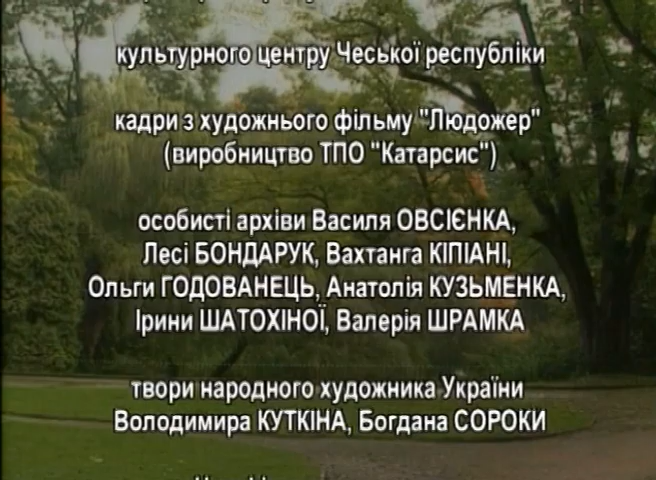 культурного центру Чеської республіки
кадри з художнього фільму "Людожер"
(виробництво ТПО "Катарсис")
особисті архіви Василя ОВСІЄНКА,
Лесі БОНДАРУК, Вахтанга КІПІАНІ,
Ольги ГОДОВАНЕЦЬ, Анатолія КУЗЬМЕНКА,
Ірини ШАТОХІНОЇ, Валерія ШРАМКА
твори народного художника України
Володимира КУТКІНА, Богдана СОРОКИ